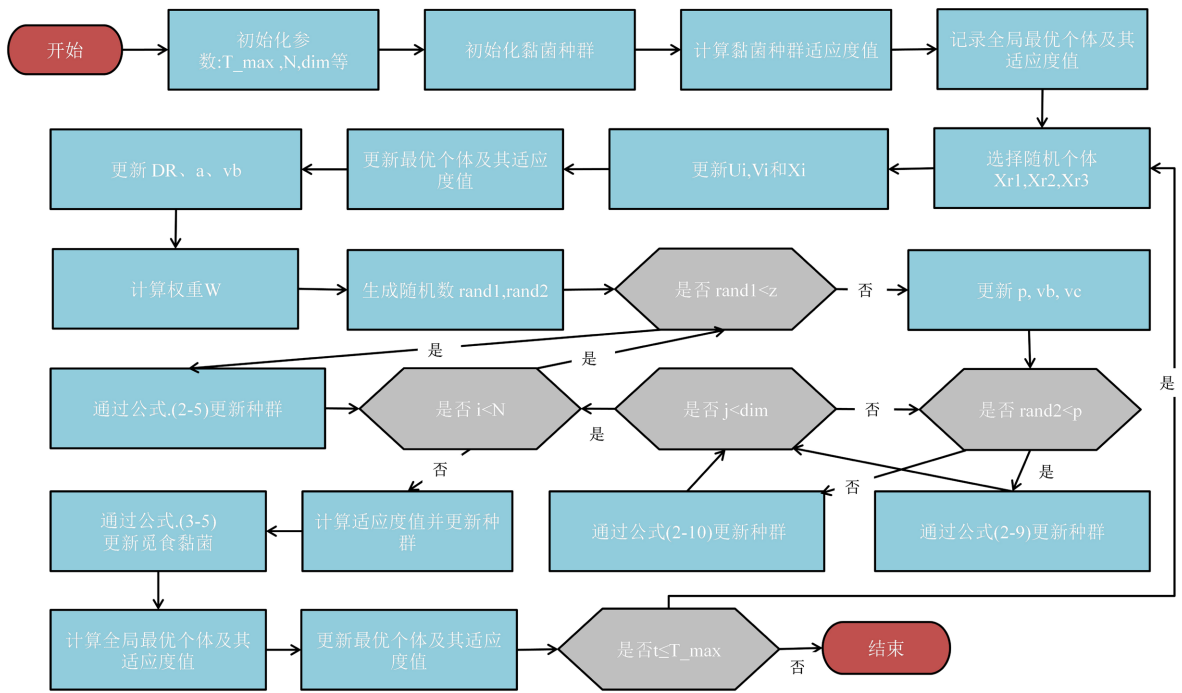 开始
初始化参
数:T_max ,N,dim等
初始化黏菌种群
计算黏菌种群适应度值
记录全局最优个体及其
适应度值
更新 DR、a、vb
更新最优个体及其适应
度值
更新Ui,Vi和Xi
选择随机个体
Xr1,Xr2,Xr3
计算权重W
生成随机数 rand1,rand2
是否 rand1<z
否
更新 p, vb, vc
是
是
是
通过公式.(2-5)更新种群
是否 i<N
是
是否 j<dim
否
是否 rand2<p
否
否
是
通过公式.(3-5)
更新觅食黏菌
计算适应度值并更新种
群
通过公式(2-10)更新种群
通过公式(2-9)更新种群
计算全局最优个体及其
适应度值
更新最优个体及其适应
度值
是否t≤T_max
否
结束